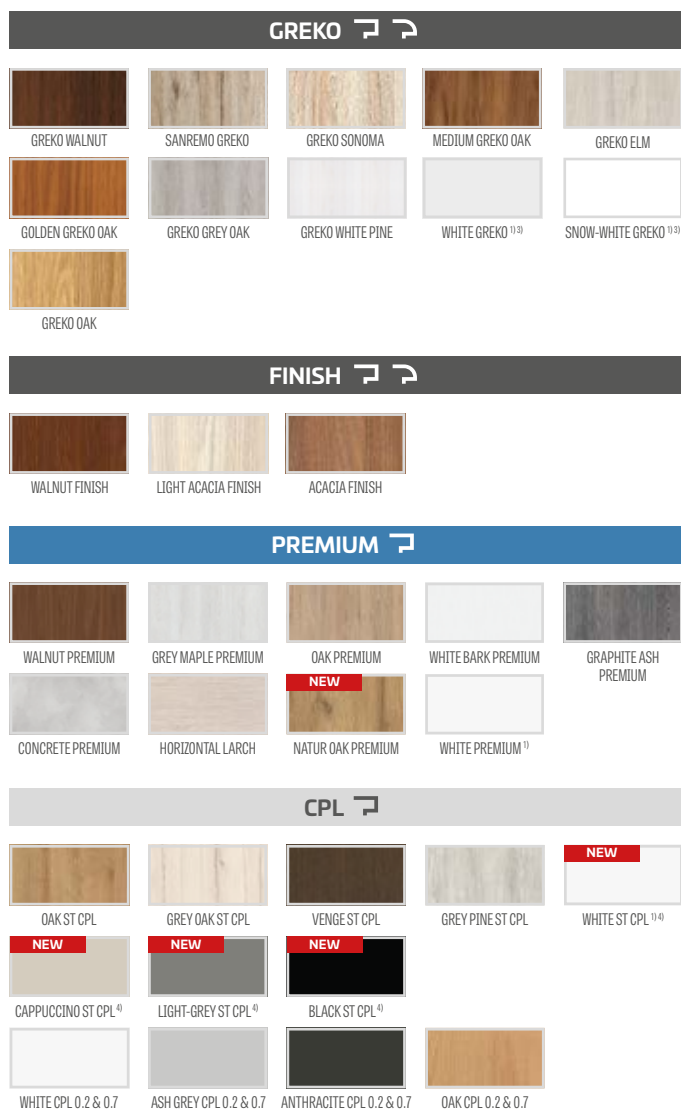 GREKO
GREKO WALNUT
SANREMO GREKO
GREKO SONOMA
MEDIUM GREKO OAK
GREKO ELM
GOLDEN GREKO OAK
GREKO GREY OAK
GREKO WHITE PINE
WHITE GREKO 1) 3)
SNOW-WHITE GREKO 1) 3)
GREKO OAK
FINISH
WALNUT FINISH
LIGHT ACACIA FINISH
ACACIA FINISH
PREMIUM
WALNUT PREMIUM
GREY MAPLE PREMIUM
OAK PREMIUM
WHITE BARK PREMIUM
GRAPHITE ASH
PREMIUM
CONCRETE PREMIUM
HORIZONTAL LARCH
NEW
NATUR OAK PREMIUM
WHITE PREMIUM 1)
CPL
OAK ST CPL
GREY OAK ST CPL
VENGE ST CPL
GREY PINE ST CPL
NEW
WHITE ST CPL 1) 4)
NEW
CAPPUCCINO ST CPL 4)
NEW
LIGHT-GREY ST CPL 4)
NEW
BLACK ST CPL 4)
WHITE CPL 0.2 & 0.7
ASH GREY CPL 0.2 & 0.7
ANTHRACITE CPL 0.2 & 0.7
OAK CPL 0.2 & 0.7